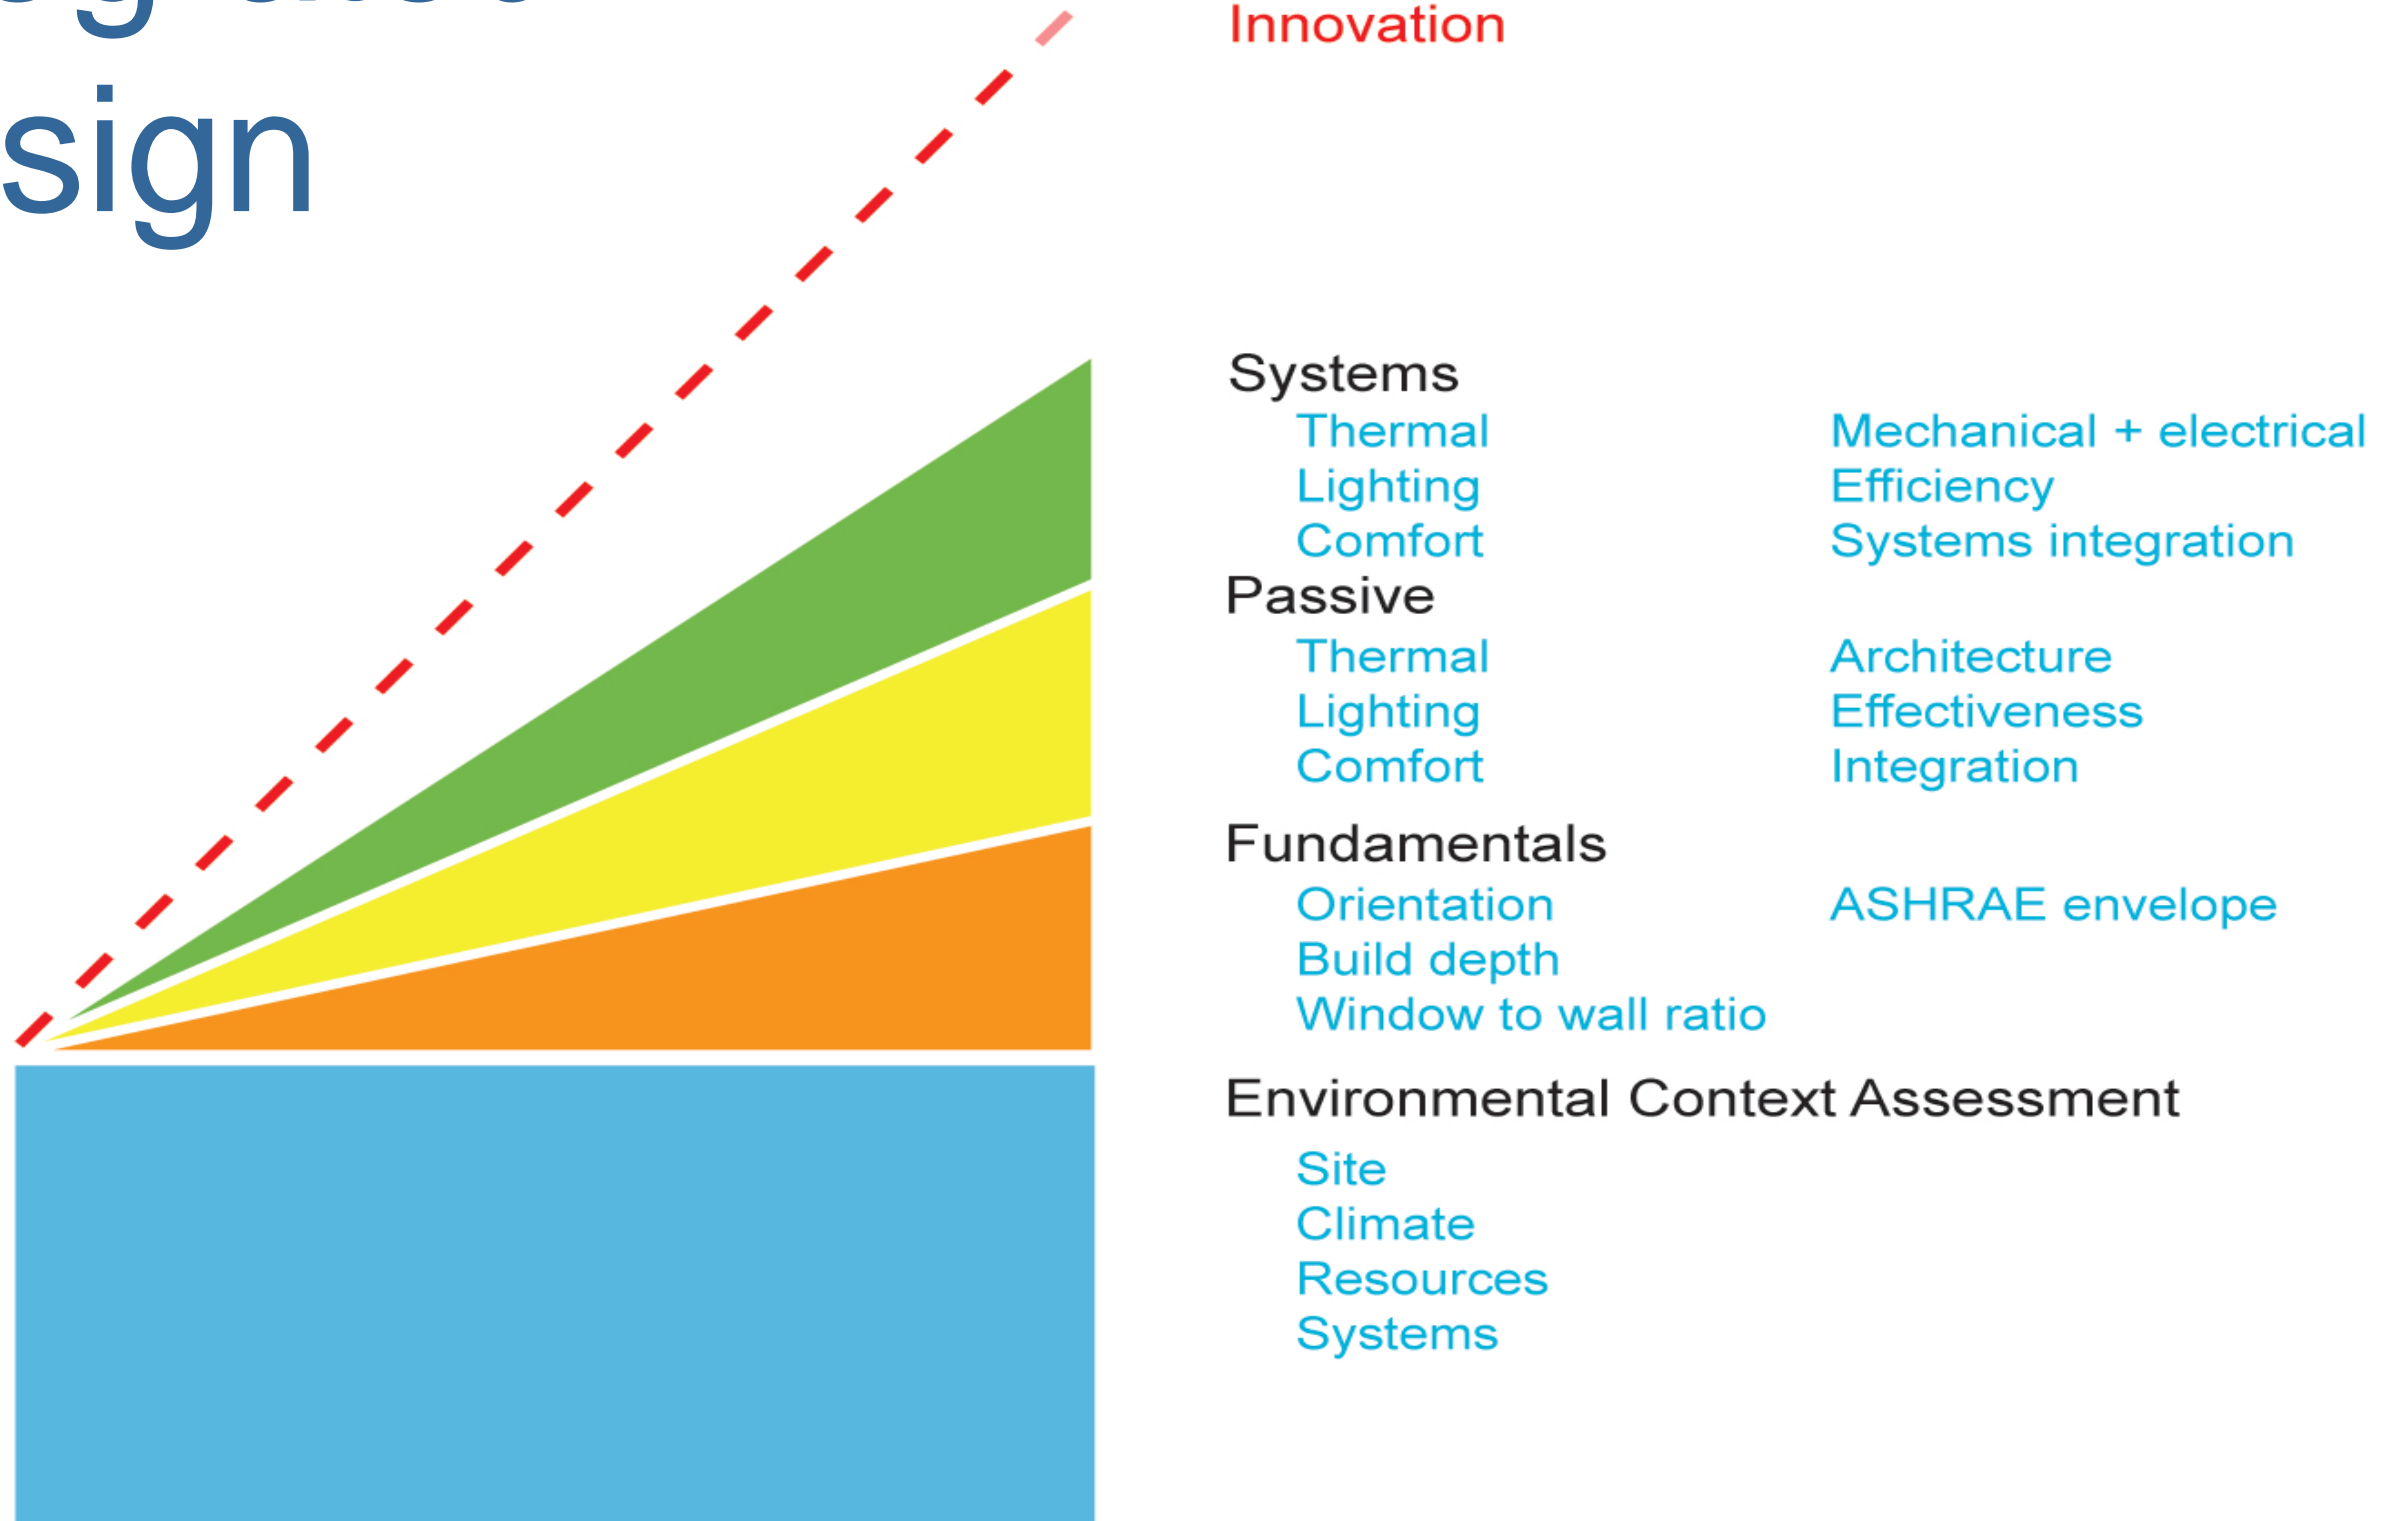 sign
Innovation
Systems
Thermal Mechanical + electrical
Lighting Efficiency
Comfort Systems integration
Passive
Thermal Architecture
Lighting Effectiveness
Comfort Integration
Fundamentals
Orientation ASHRAE envelope
Build depth
Window to wall ratio
Environmental Context Assessment
Site
Climate
Resources
Systems